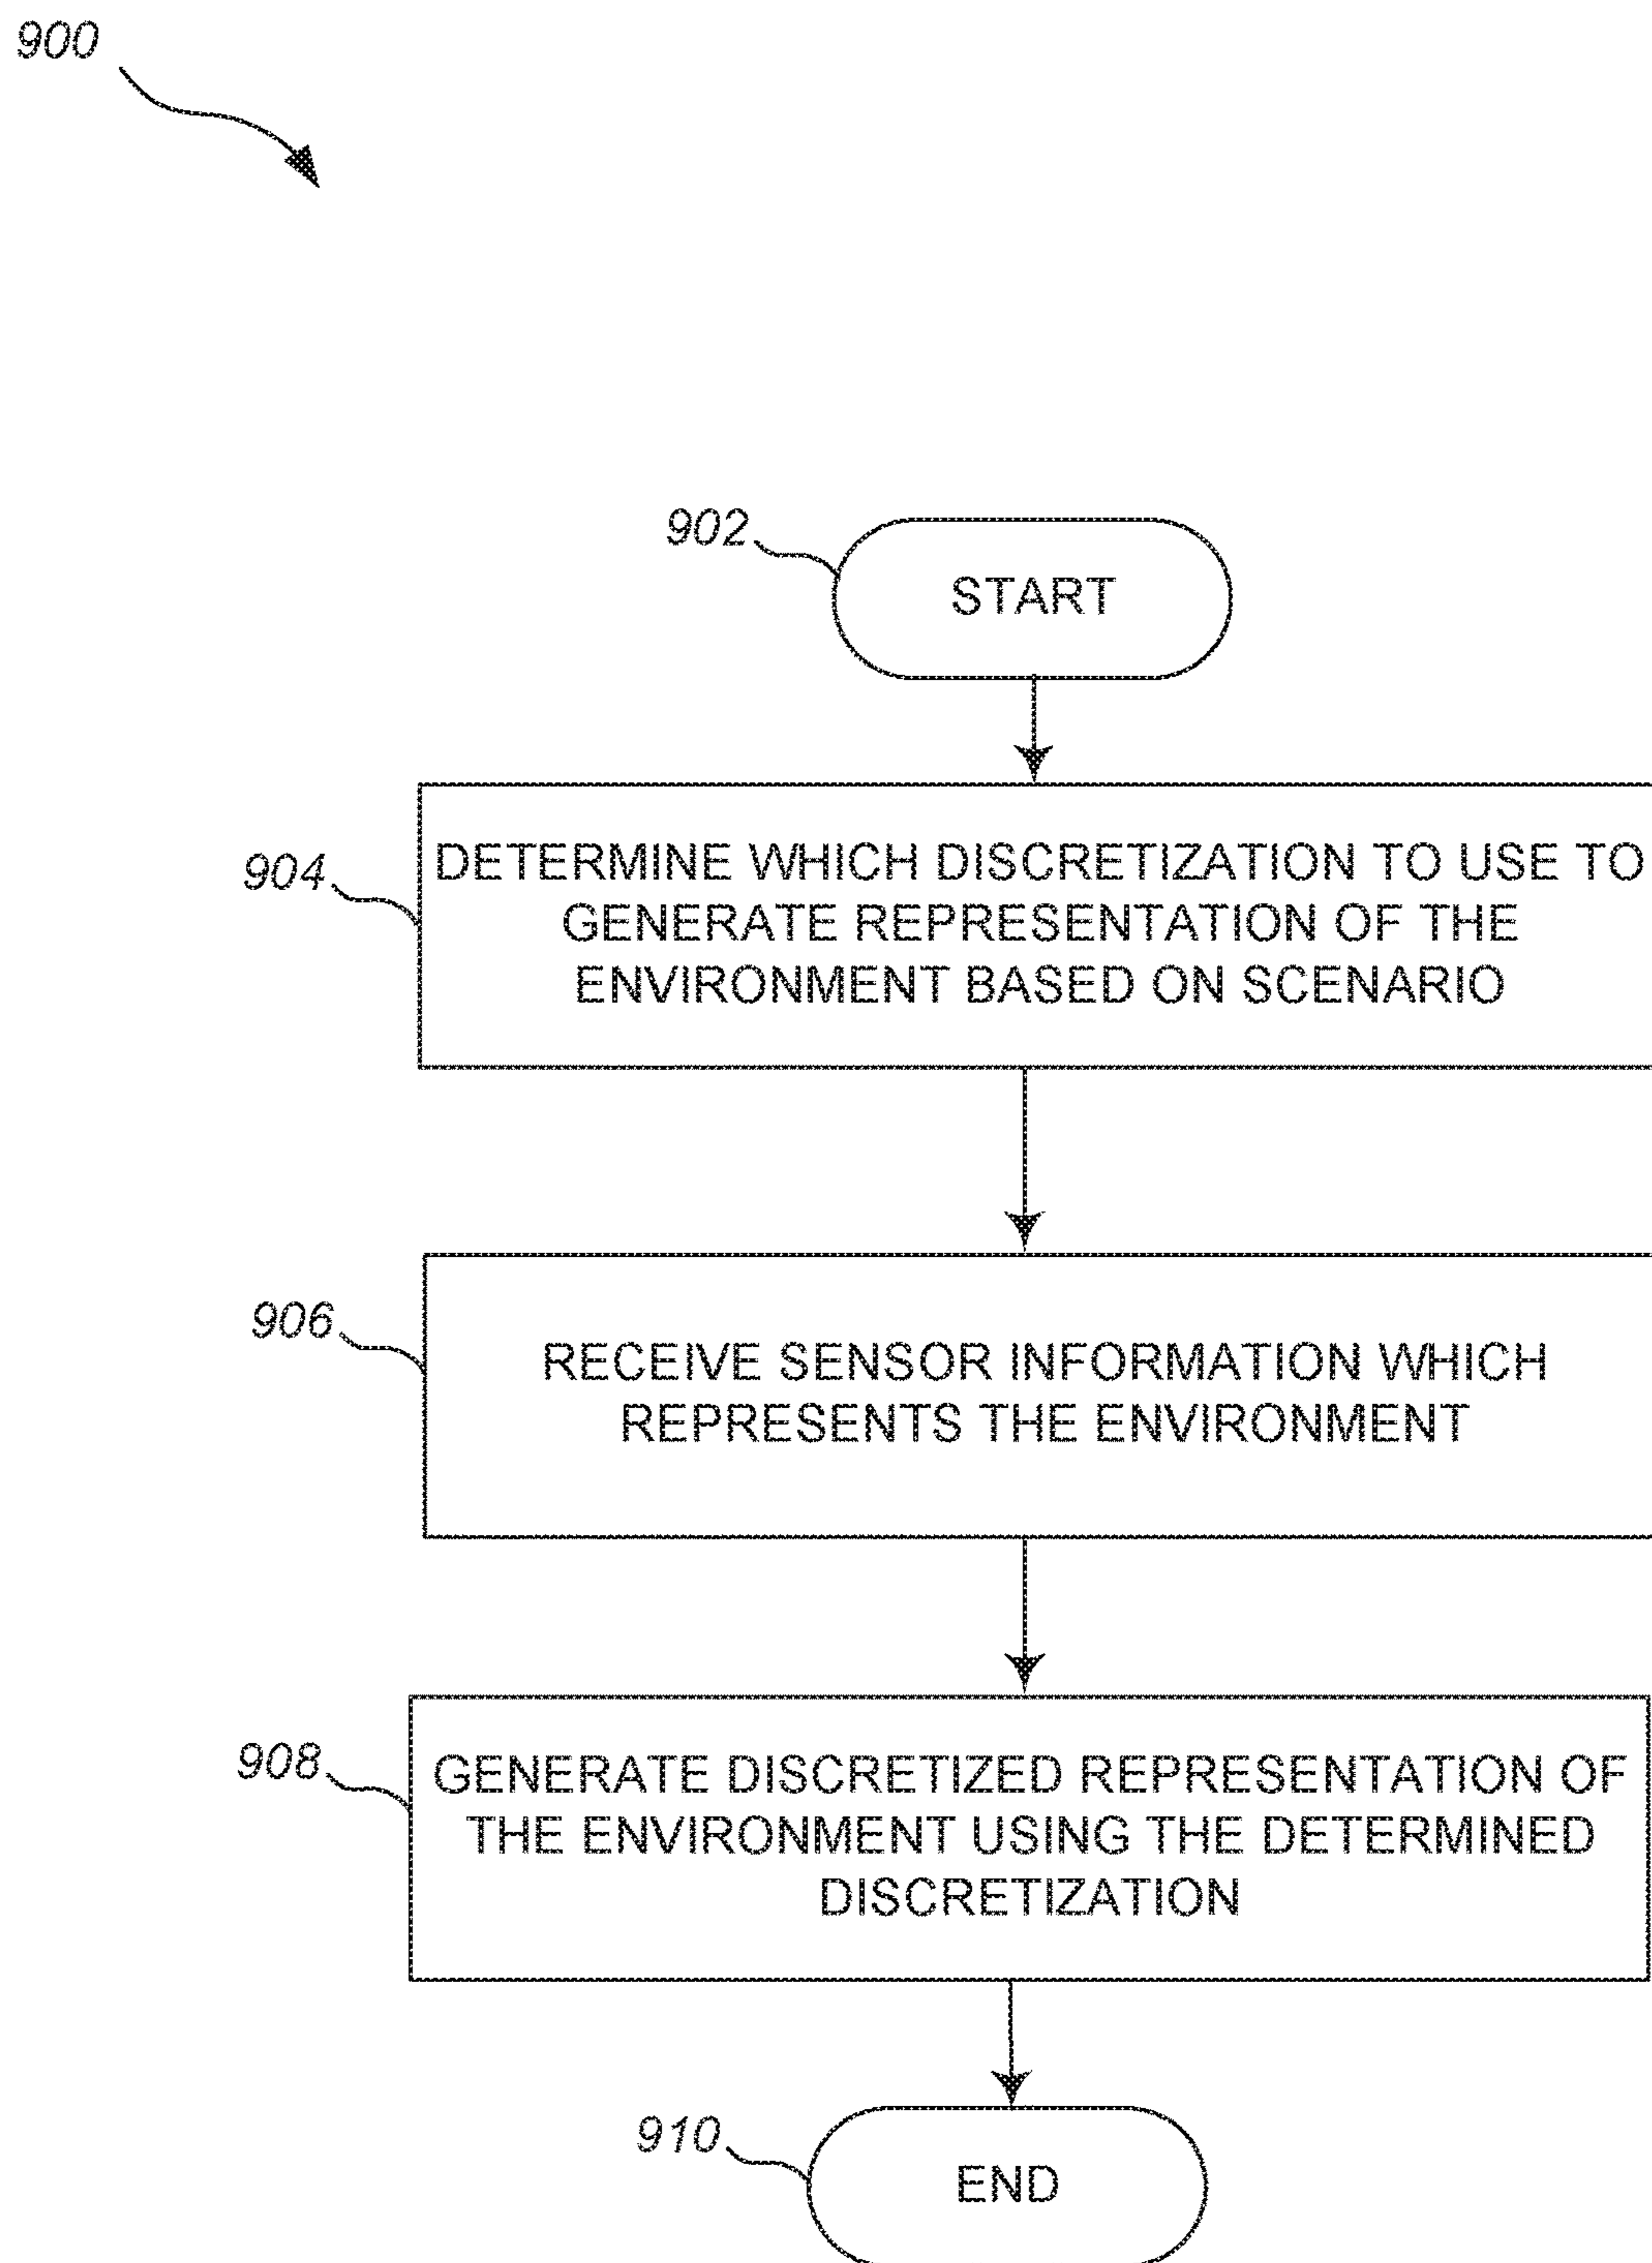 900
902
START
904
DETERMINE WHICH DISCRETIZATION TO USE TO
GENERATE REPRESENTATION OF THE
ENVIRONMENT BASED ON SCENARIO
906
RECEIVE SENSOR INFORMATION WHICH
REPRESENTS THE ENVIRONMENT
908
GENERATE DISCRETIZED REPRESENTATION OF
THE ENVIRONMENT USING THE DETERMINED
DISCRETIZATION
910
END